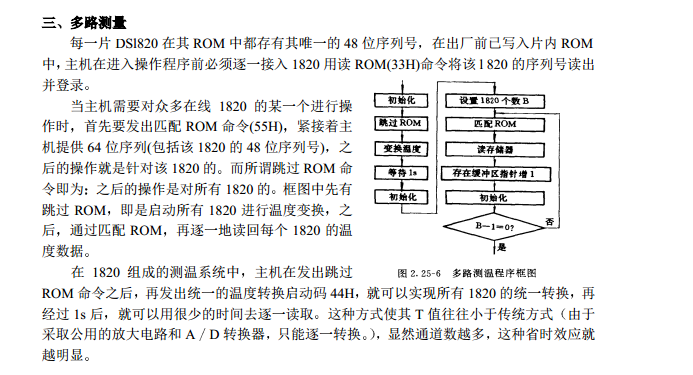 三、多路测量
每一片 DS1820 在其 ROM 中都存有其唯一的 48 位序列号，在出厂前已写入片内 ROM
中，主机在进入操作程序前必须逐一接入 1820 用读 ROM(33H)命令将该 l 820 的序列号读出
并登录。
当主机需要对众多在线 1820 的某一个进行操
作时，首先要发出匹配 ROM 命令(55H)，紧接着主
机提供 64 位序列(包括该 1820 的 48 位序列号)，之
后的操作就是针对该 1820 的。而所谓跳过 ROM 命
令即为：之后的操作是对所有 1820 的。框图中先有
跳过 ROM，即是启动所有 1820 进行温度变换，之
后，通过匹配 ROM，再逐一地读回每个 1820 的温
度数据。
初始化
跳过ROM
变换温度
等待1s
初始化
设置1820个数B
匹配ROM
读存储器
存在缓冲区指针增1
初始化
B－1＝0?
否
是
图 2.25-6 多路测温程序框图
在 1820 组成的测温系统中，主机在发出跳过
ROM 命令之后，再发出统一的温度转换启动码 44H，就可以实现所有 1820 的统一转换，再
经过 1s 后，就可以用很少的时间去逐一读取。这种方式使其 T 值往往小于传统方式（由于
采取公用的放大电路和 A／D 转换器，只能逐一转换。），显然通道数越多，这种省时效应就
越明显。